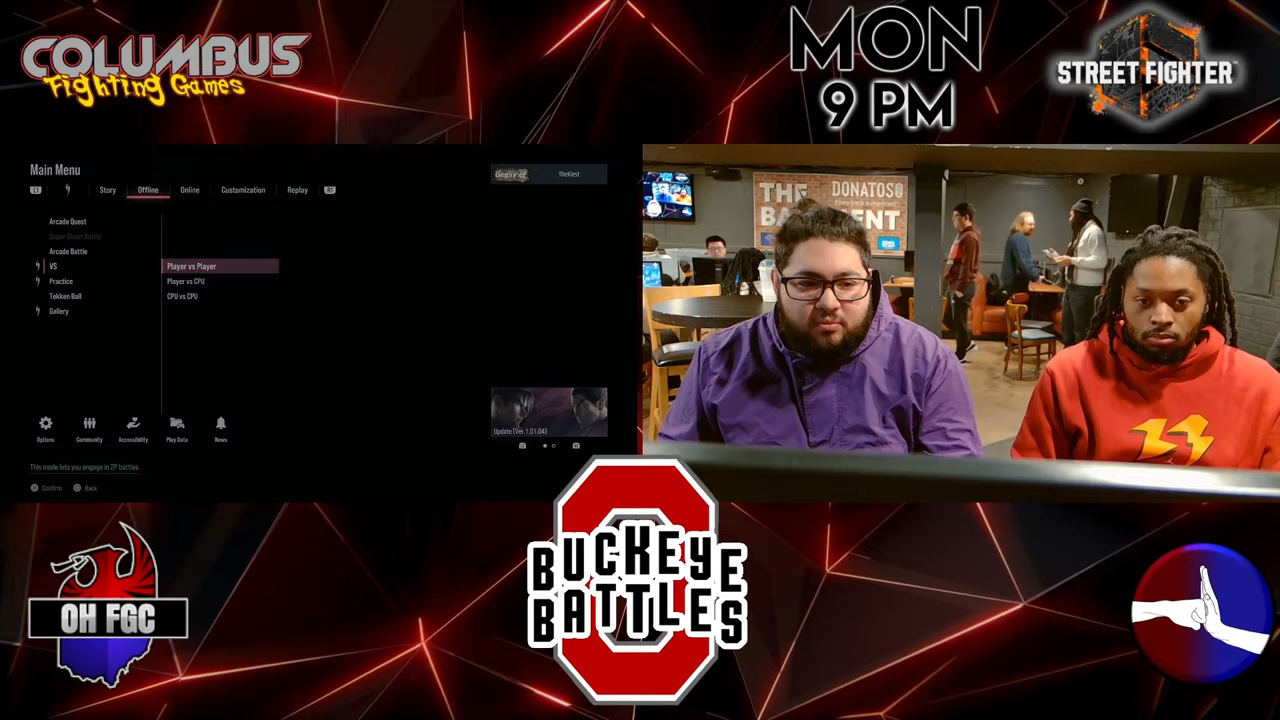 COLUMBUS
Fighting Games
MON
9 PM
STREET FIGHTER
Main Menu
L1
Story
Offline
Online
Customization
Replay
R1
Beginner
TheKiest
Arcade Quest
Super Ghost Battle
Arcade Battle
VS
Player vs Player
Practice
Player vs CPU
Tekken Ball
CPU vs CPU
Gallery
Options
Community
Accessibility
Play Data
News
Update (Ver.1.01.04)
This mode lets you engage in 2P battles.
Confirm
Back
THE
DONATOS
OH FGC
BUCKEYE
BATTLES